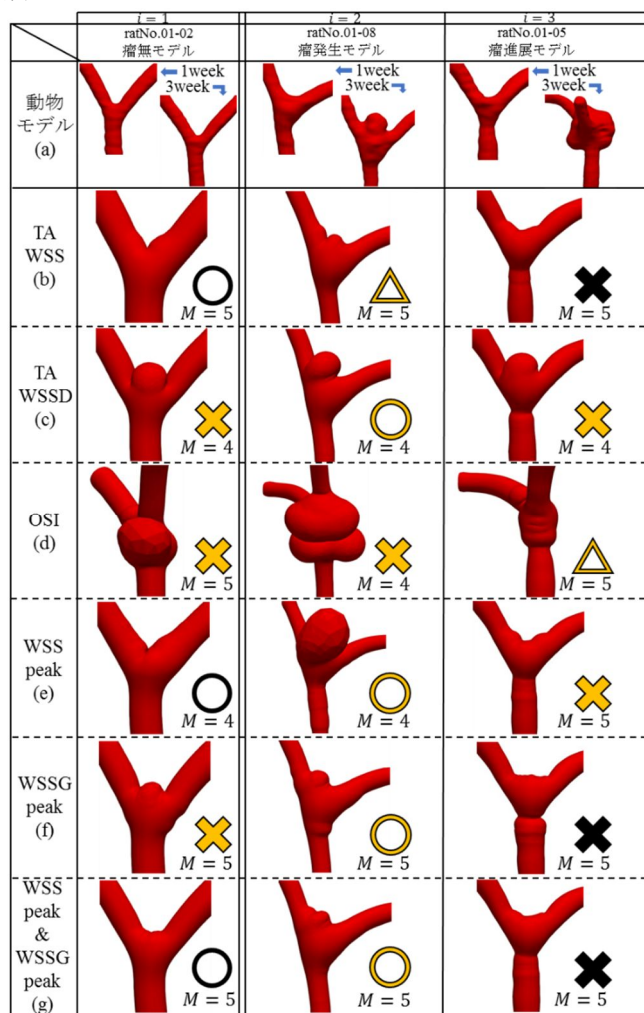 i = 1
i = 2
i = 3
ratNo.01-02
瘤無モデル
ratNo.01-08
瘤発生モデル
ratNo.01-05
瘤進展モデル
動物
モデル
(a)
1week
3week
1week
3week
1week
3week
TA
WSS
(b)
M = 5
M = 5
M = 5
TA
WSSD
(c)
M = 4
M = 4
M = 4
OSI
(d)
M = 5
M = 4
M = 5
WSS
peak
(e)
M = 4
M = 4
M = 5
WSSG
peak
(f)
M = 5
M = 5
M = 5
WSS
peak
&
WSSG
peak
(g)
M = 5
M = 5
M = 5